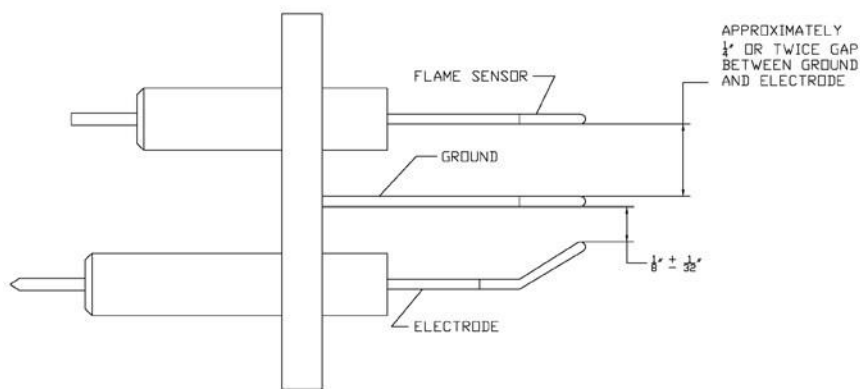 APPROXIMATELY
1/4" OR TWICE GAP
BETWEEN GROUND
AND ELECTRODE
FLAME SENSOR
GROUND
1/8" ± 1/32"
ELECTRODE